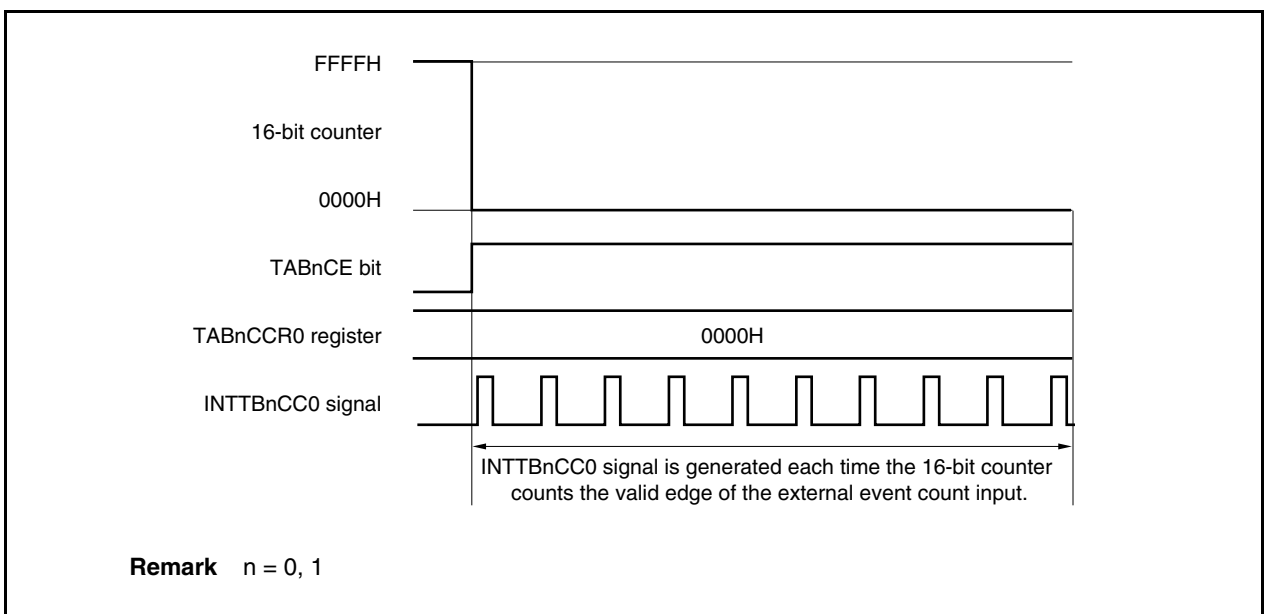 FFFFH
16-bit counter
0000H
TABnCE bit
TABnCCR0 register
0000H
INTTBnCC0 signal
INTTBnCC0 signal is generated each time the 16-bit counter
counts the valid edge of the external event count input.
Remark n = 0, 1